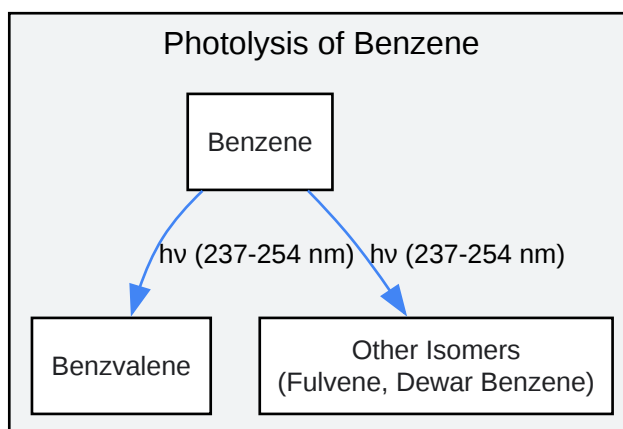 Photolysis of Benzene
Benzene
hν (237-254 nm)
hν (237-254 nm)
Benzvalene
Other Isomers
(Fulvene, Dewar Benzene)